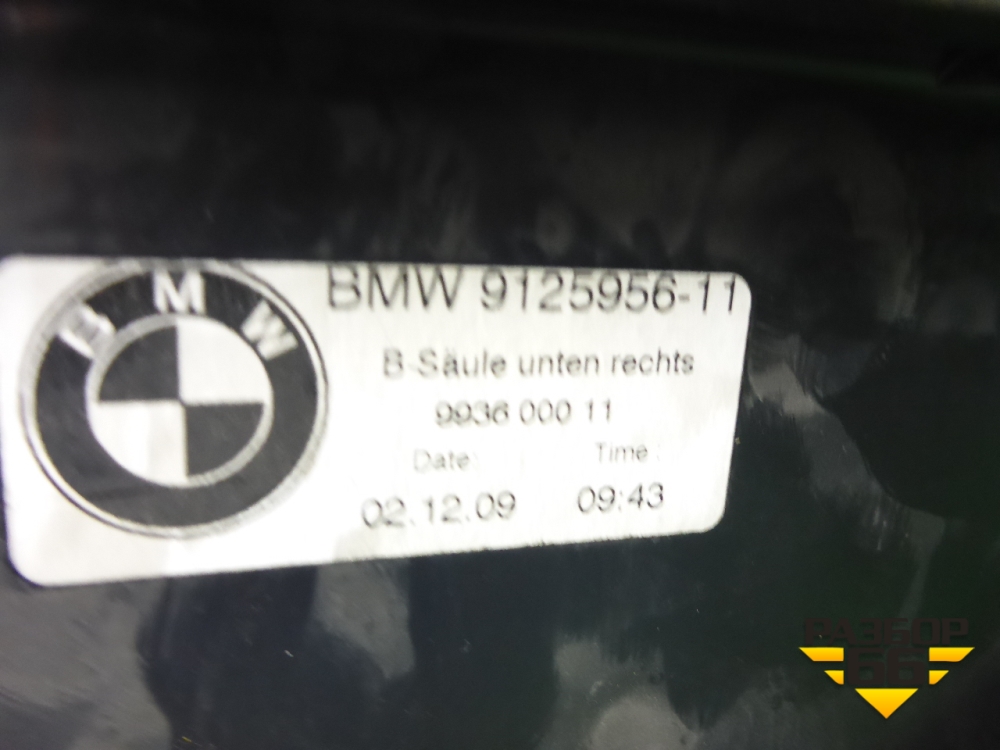 BMW
BMW 9125956-11
B-Säule unten rechts
9936 000 11
Date: Time:
02.12.09 09:43
РАЗБОР
66